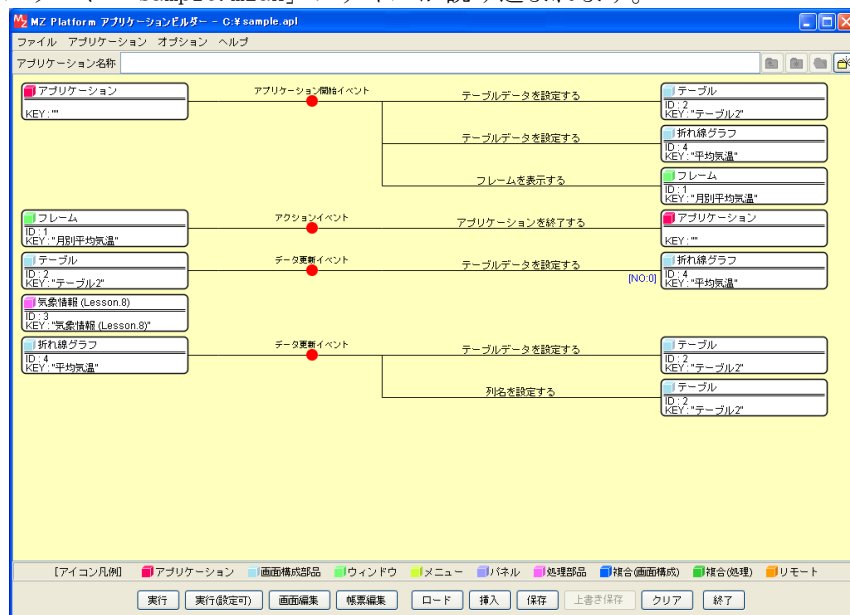 MZ Platform アプリケーションビルダー - C:¥sample.apl
ファイル アプリケーション オプション ヘルプ
アプリケーション名称
アプリケーション
KEY:""
アプリケーション開始イベント
テーブルデータを設定する
テーブル
ID:2
KEY:"テーブル2"
テーブルデータを設定する
折れ線グラフ
ID:4
KEY:"平均気温"
フレームを表示する
フレーム
ID:1
KEY:"月別平均気温"
フレーム
ID:1
KEY:"月別平均気温"
アクションイベント
アプリケーションを終了する
アプリケーション
KEY:""
テーブル
ID:2
KEY:"テーブル2"
データ更新イベント
テーブルデータを設定する
[NO:0]
折れ線グラフ
ID:4
KEY:"平均気温"
気象情報 (Lesson.8)
ID:3
KEY:"気象情報 (Lesson.8)"
折れ線グラフ
ID:4
KEY:"平均気温"
データ更新イベント
テーブルデータを設定する
テーブル
ID:2
KEY:"テーブル2"
列名を設定する
テーブル
ID:2
KEY:"テーブル2"
[アイコン凡例] アプリケーション 画面構成部品 ウィンドウ メニュー パネル 処理部品 複合(画面構成) 複合(処理) リモート
実行 実行(設定可) 画面編集 帳票編集 ロード 挿入 保存 上書き保存 クリア 終了